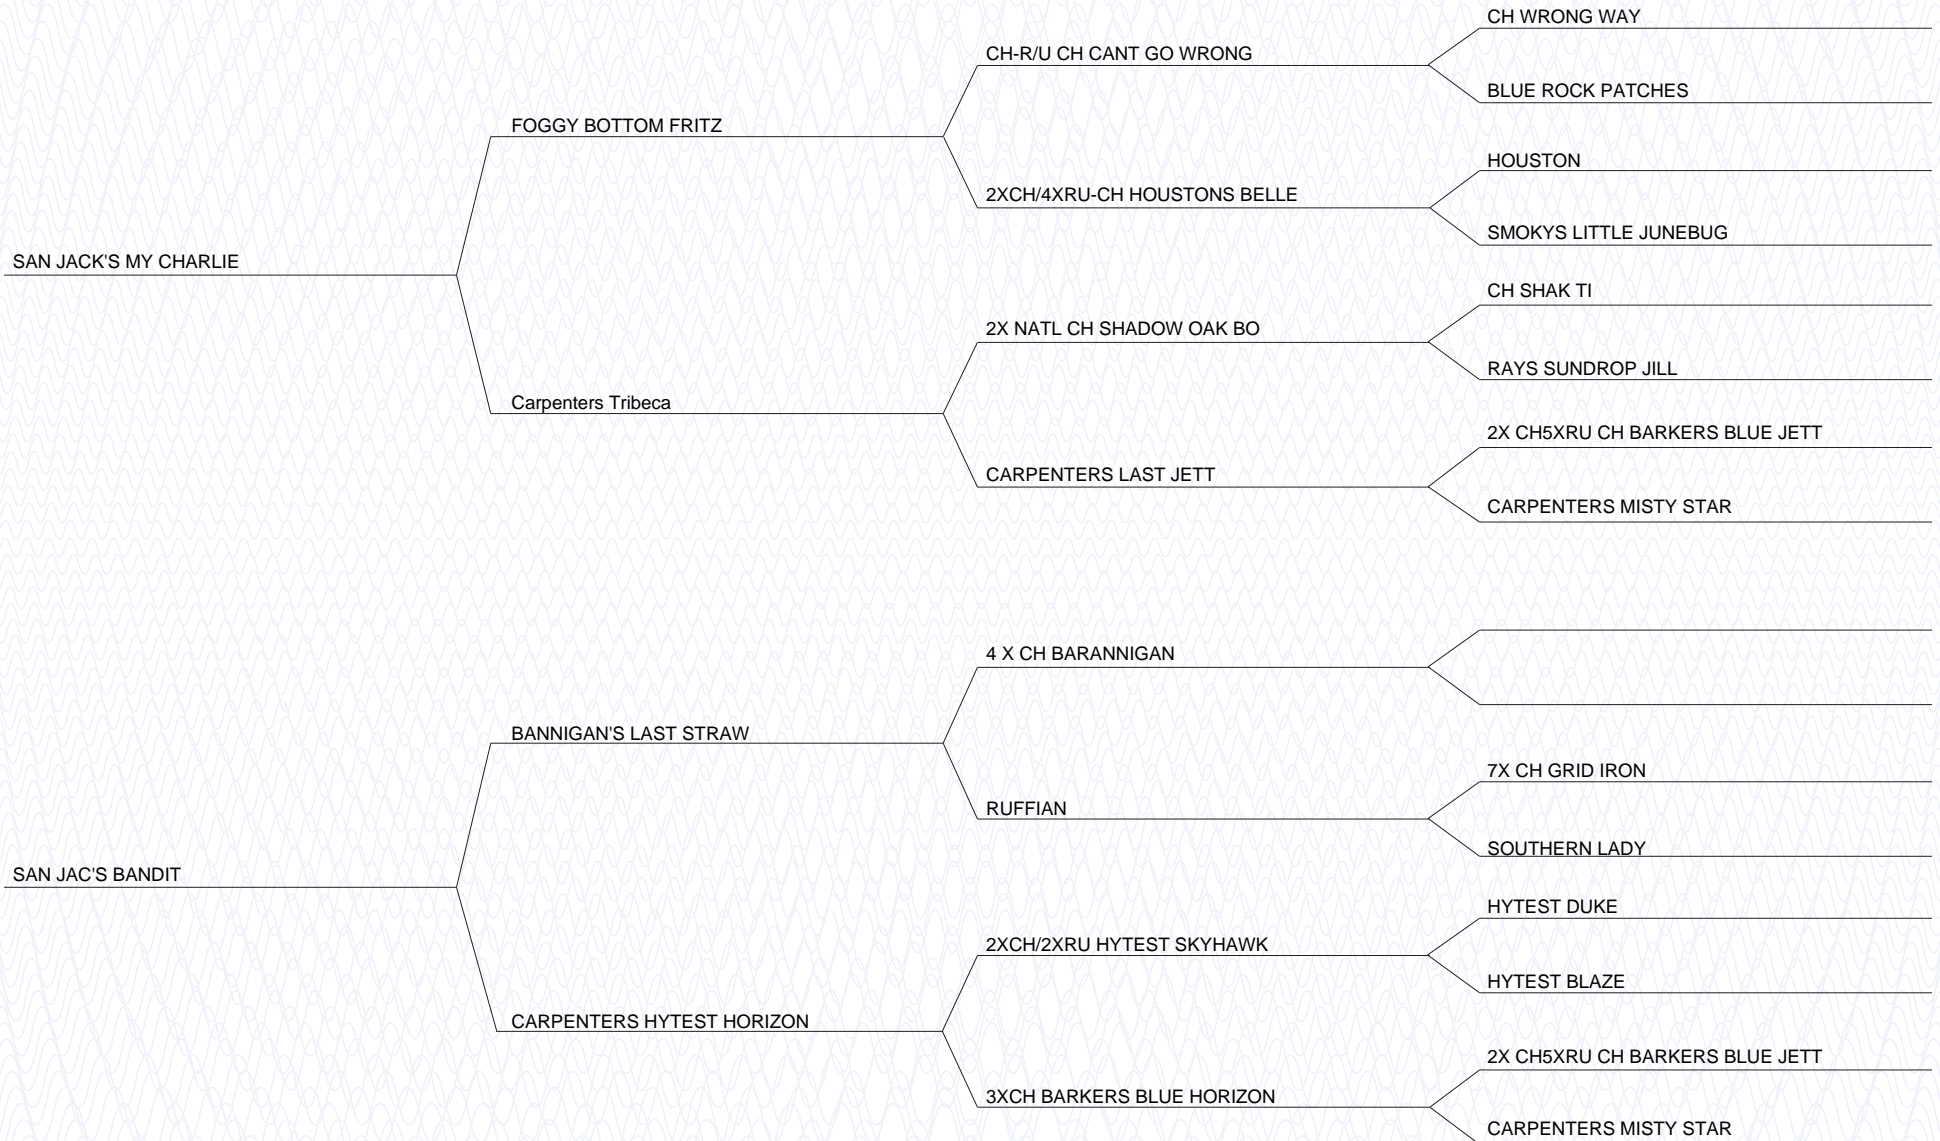 CH WRONG WAY
CH-R/U CH CANT GO WRONG
BLUE ROCK PATCHES
FOGGY BOTTOM FRITZ
HOUSTON
2XCH/4XRU-CH HOUSTONS BELLE
SMOKYS LITTLE JUNEBUG
SAN JACK'S MY CHARLIE
CH SHAK TI
2X NATL CH SHADOW OAK BO
RAYS SUNDROP JILL
Carpenters Tribeca
2X CH5XRU CH BARKERS BLUE JETT
CARPENTERS LAST JETT
CARPENTERS MISTY STAR
4 X CH BARANNIGAN
BANNIGAN'S LAST STRAW
7X CH GRID IRON
RUFFIAN
SOUTHERN LADY
SAN JAC'S BANDIT
HYTEST DUKE
2XCH/2XRU HYTEST SKYHAWK
HYTEST BLAZE
CARPENTERS HYTEST HORIZON
2X CH5XRU CH BARKERS BLUE JETT
3XCH BARKERS BLUE HORIZON
CARPENTERS MISTY STAR